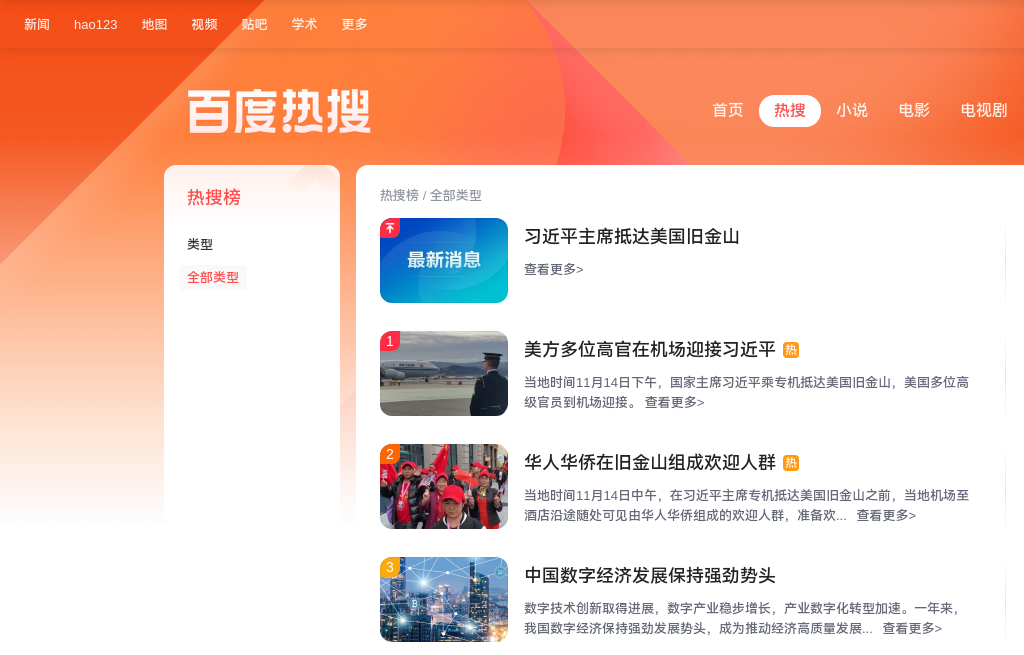 新闻 hao123 地图 视频 贴吧 学术 更多
百度热搜
首页 热搜 小说 电影 电视剧
热搜榜
类型
全部类型
热搜榜 / 全部类型
最新消息
习近平主席抵达美国旧金山
查看更多>
1
美方多位高官在机场迎接习近平 热
当地时间11月14日下午，国家主席习近平乘专机抵达美国旧金山，美国多位高
级官员到机场迎接。 查看更多>
2
华人华侨在旧金山组成欢迎人群 热
当地时间11月14日中午，在习近平主席专机抵达美国旧金山之前，当地机场至
酒店沿途随处可见由华人华侨组成的欢迎人群，准备欢... 查看更多>
3
中国数字经济发展保持强劲势头
数字技术创新取得进展，数字产业稳步增长，产业数字化转型加速。一年来，
我国数字经济保持强劲发展势头，成为推动经济高质量发展... 查看更多>